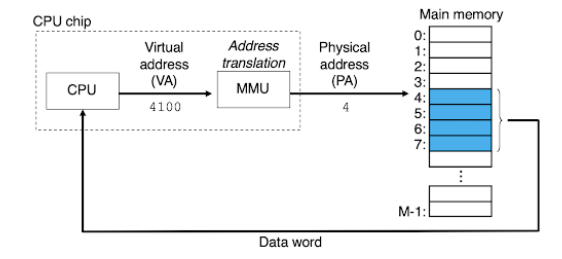 CPU chip
Virtual
address
(VA)
Address
translation
Physical
address
(PA)
Main memory
CPU
4100
MMU
4
0:
1:
2:
3:
4:
5:
6:
7:
⋮
M-1:
Data word